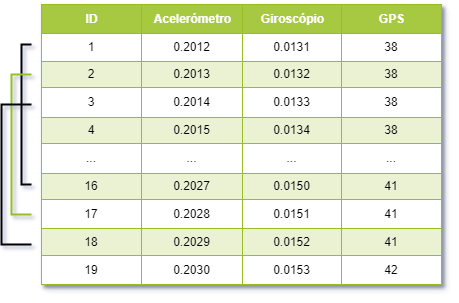 ID Acelerómetro Giroscópio GPS
1 0.2012 0.0131 38
2 0.2013 0.0132 38
3 0.2014 0.0133 38
4 0.2015 0.0134 38
... ... ... ...
16 0.2027 0.0150 41
17 0.2028 0.0151 41
18 0.2029 0.0152 41
19 0.2030 0.0153 42